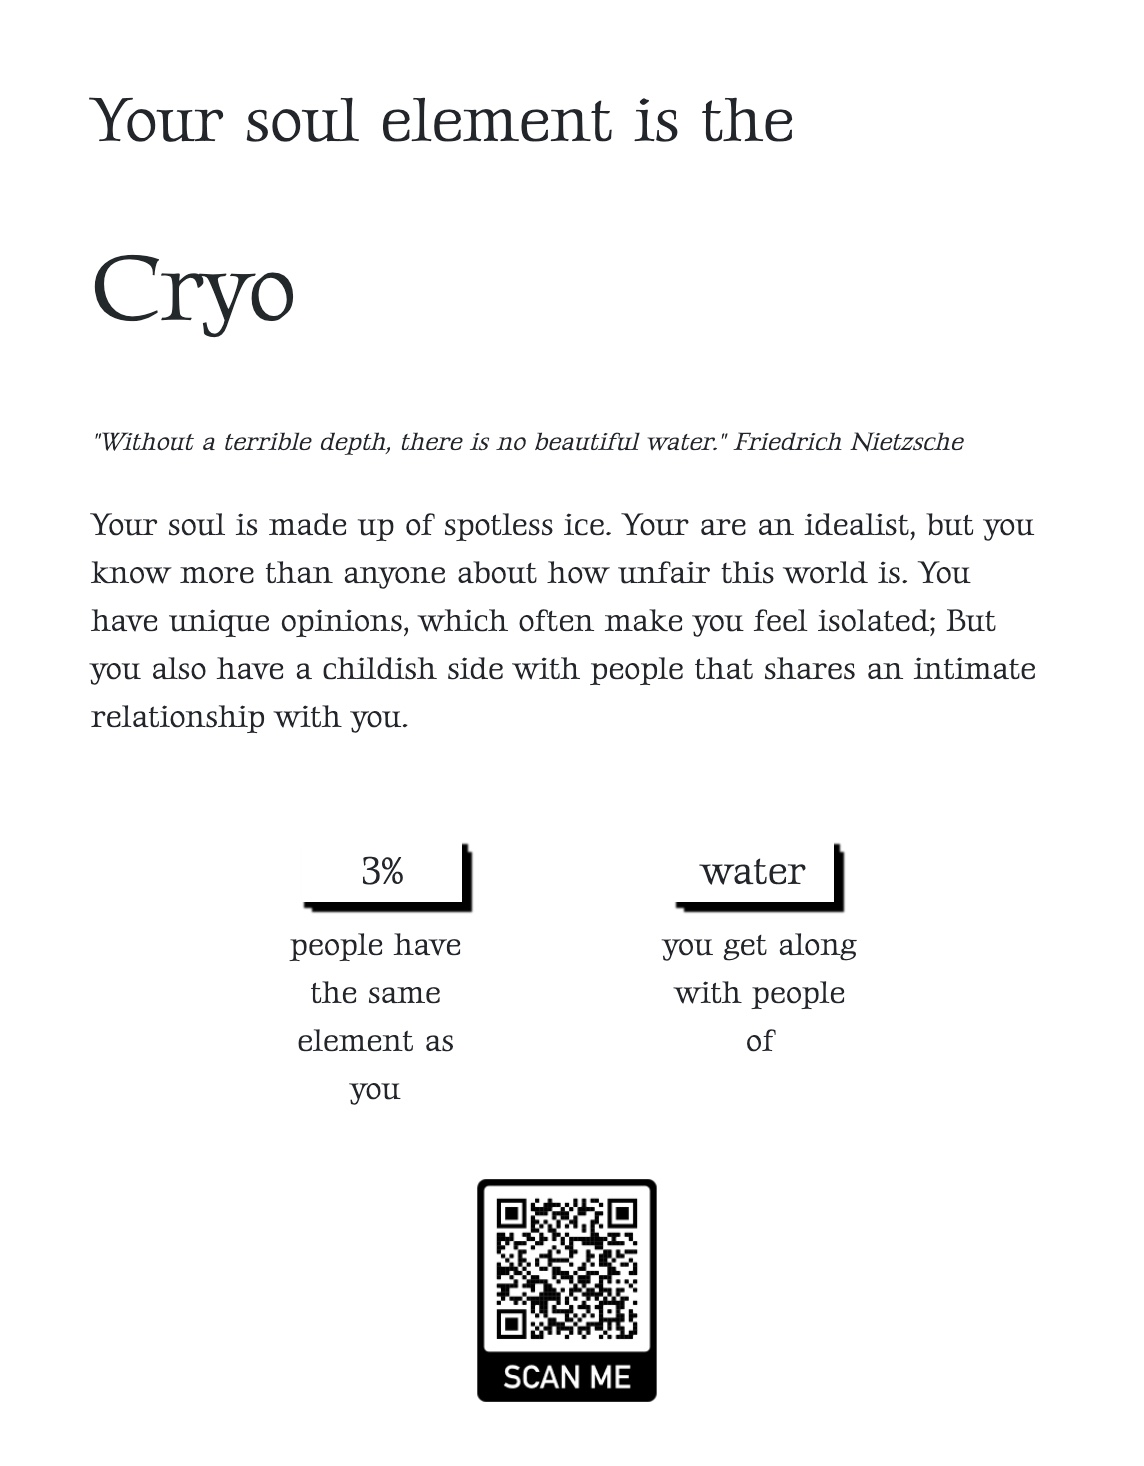 Your soul element is the
Cryo
"Without a terrible depth, there is no beautiful water." Friedrich Nietzsche
Your soul is made up of spotless ice. Your are an idealist, but you
know more than anyone about how unfair this world is. You
have unique opinions, which often make you feel isolated; But
you also have a childish side with people that shares an intimate
relationship with you.
3%
people have
the same
element as
you
water
you get along
with people
of
SCAN ME